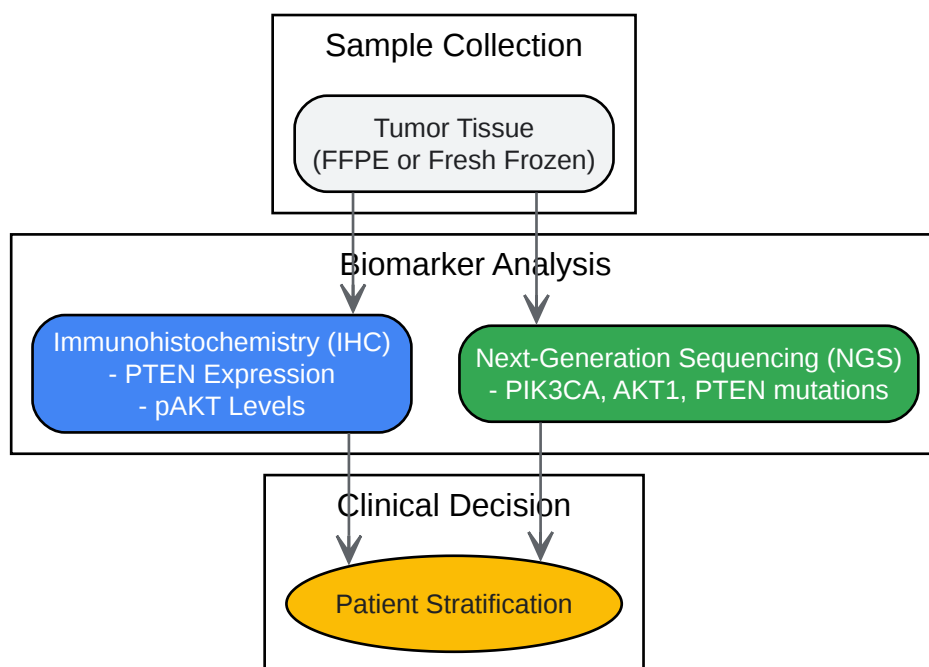 Sample Collection
Tumor Tissue
(FFPE or Fresh Frozen)
Biomarker Analysis
Immunohistochemistry (IHC)
- PTEN Expression
- pAKT Levels
Next-Generation Sequencing (NGS)
- PIK3CA, AKT1, PTEN mutations
Clinical Decision
Patient Stratification